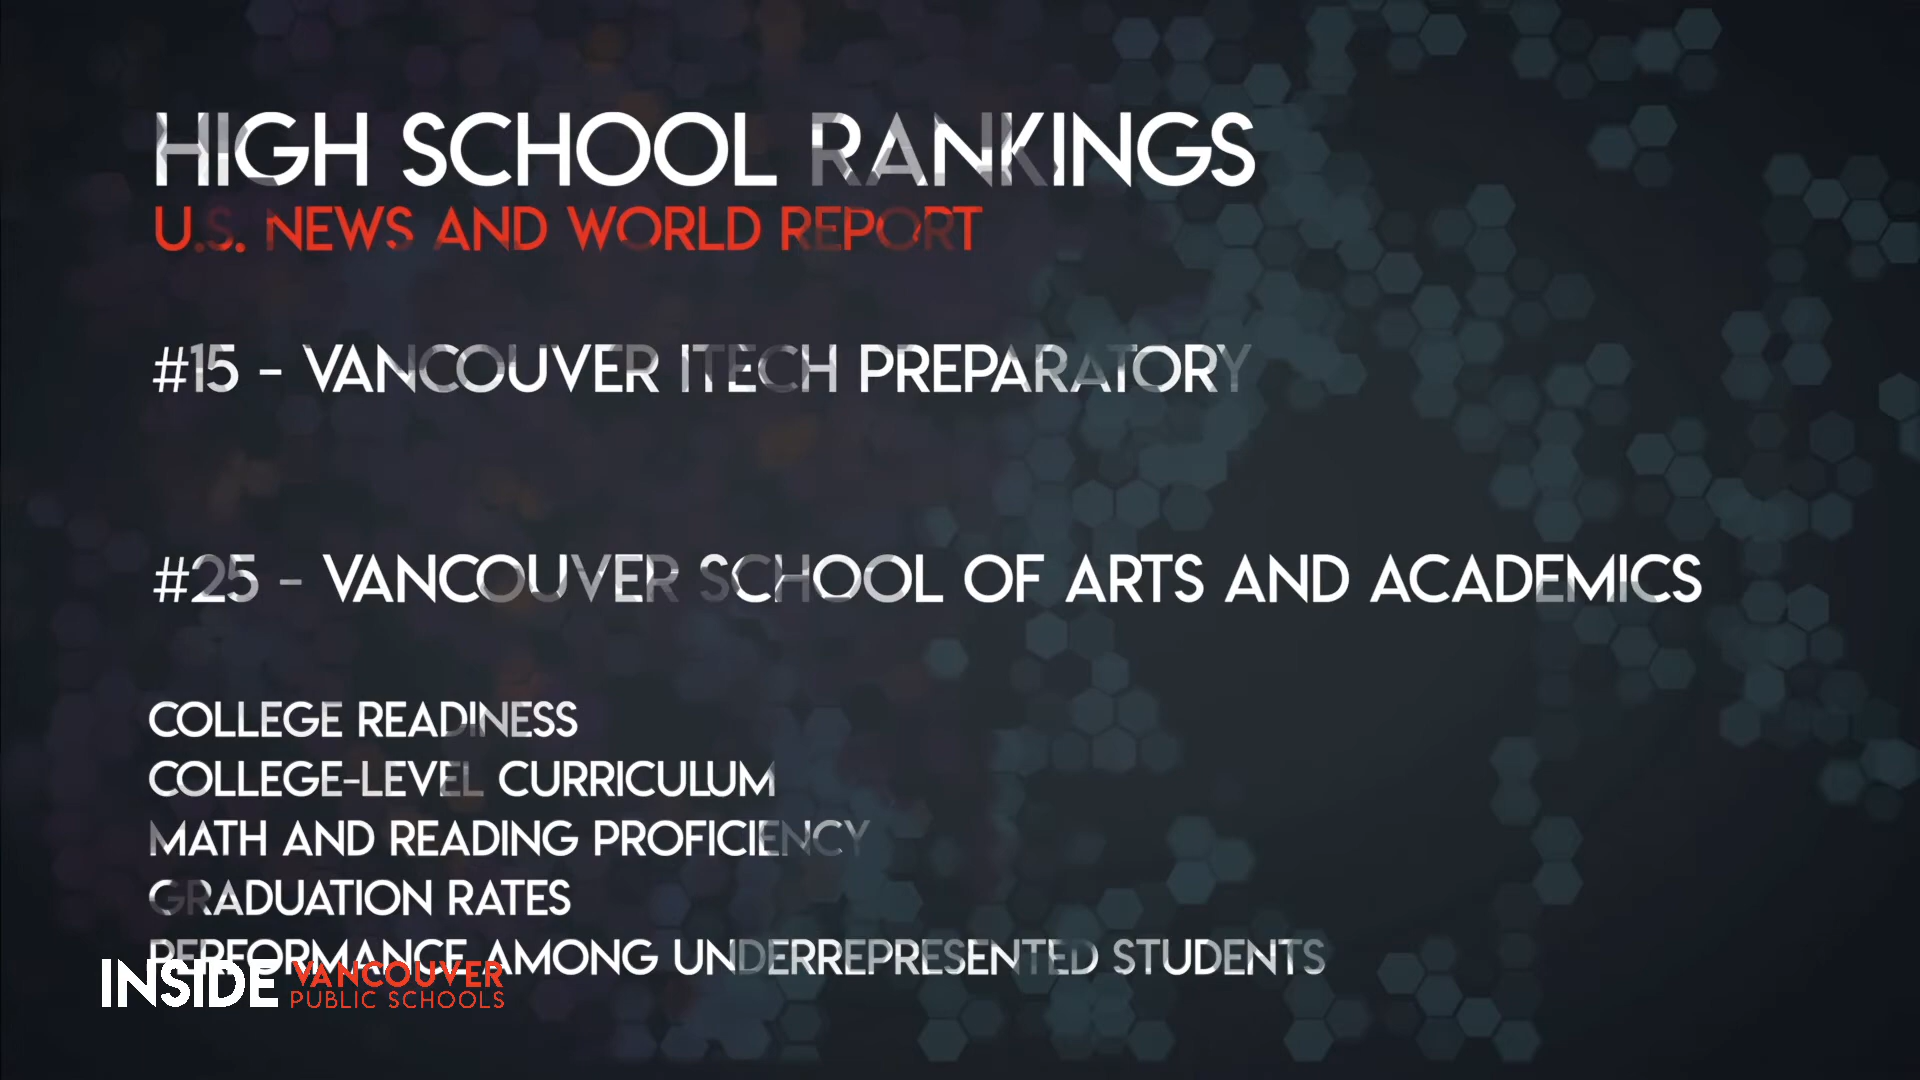 HIGH SCHOOL RANKINGS
U.S. NEWS AND WORLD REPORT
#15 - VANCOUVER ITECH PREPARATORY
#25 - VANCOUVER SCHOOL OF ARTS AND ACADEMICS
COLLEGE READINESS
COLLEGE-LEVEL CURRICULUM
MATH AND READING PROFICIENCY
GRADUATION RATES
PERFORMANCE AMONG UNDERREPRESENTED STUDENTS
INSIDE VANCOUVER
PUBLIC SCHOOLS